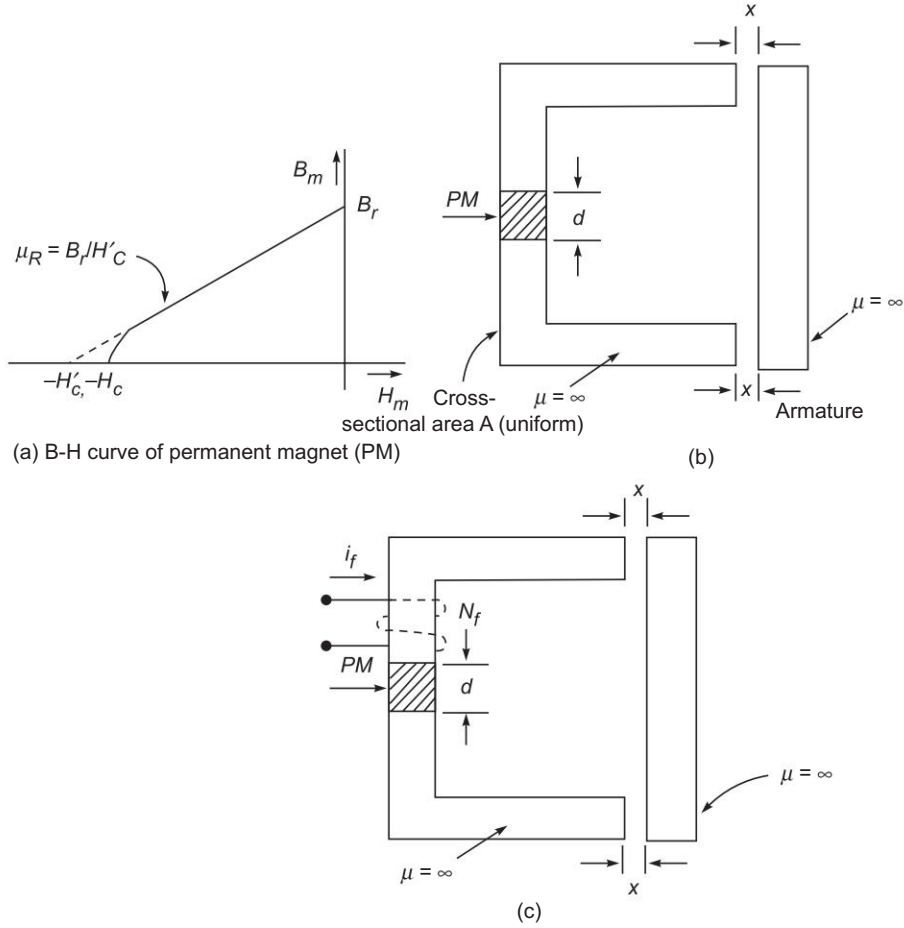 x
B_m
B_r
μ_R = B_r/H′_C
–H′_c, –H_c
H_m
(a) B-H curve of permanent magnet (PM)
PM
d
μ = ∞
Cross-
sectional area A (uniform)
μ = ∞
x
Armature
(b)
x
i_f
N_f
PM
d
μ = ∞
μ = ∞
x
(c)